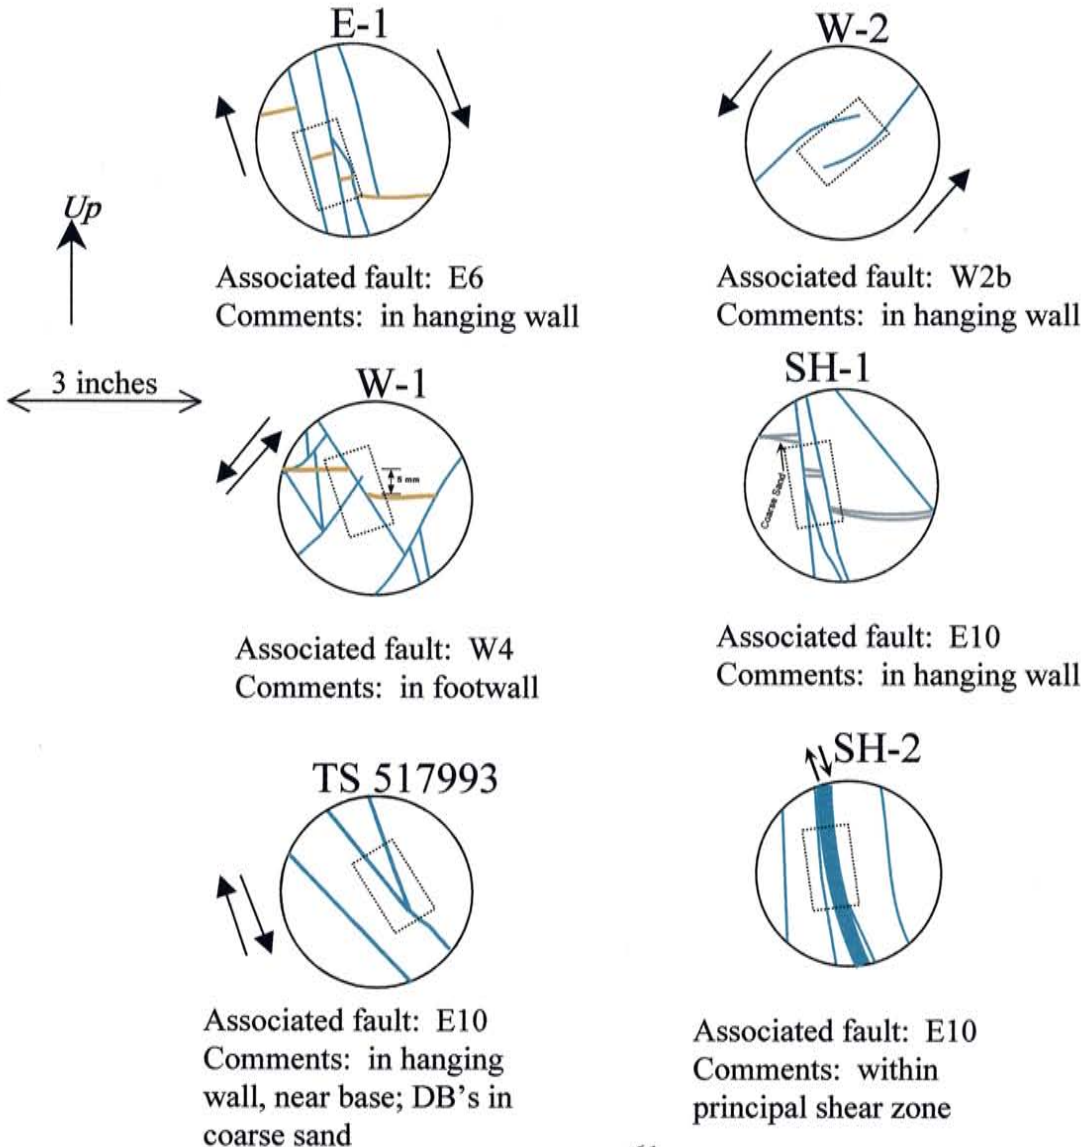 E-1
W-2
Up
Associated fault: E6
Comments: in hanging wall
Associated fault: W2b
Comments: in hanging wall
3 inches
W-1
SH-1
5 mm
Coarse Sand
Associated fault: W4
Comments: in footwall
Associated fault: E10
Comments: in hanging wall
TS 517993
SH-2
Associated fault: E10
Comments: in hanging
wall, near base; DB's in
coarse sand
Associated fault: E10
Comments: within
principal shear zone